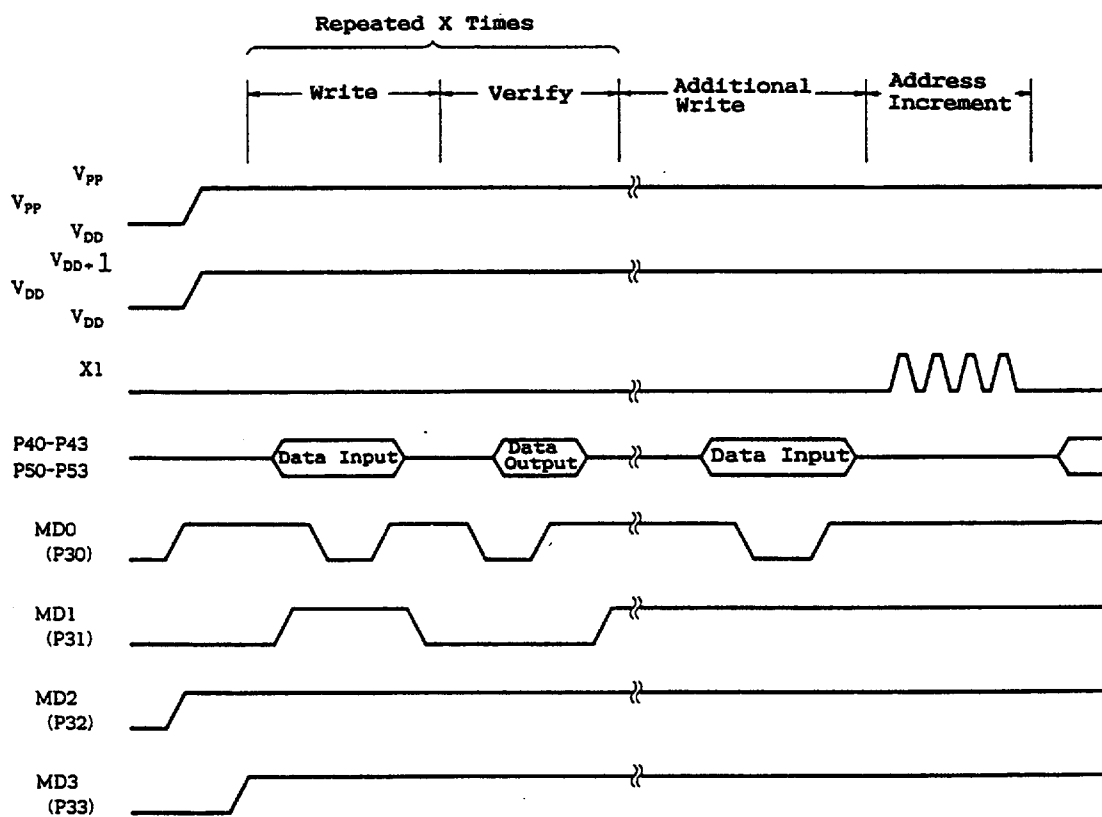 Repeated X Times
Write
Verify
Additional
Write
Address
Increment
VPP
VPP
VDD
VDD+1
VDD
VDD
X1
P40-P43
P50-P53
Data Input
Data
Output
Data Input
MD0
(P30)
MD1
(P31)
MD2
(P32)
MD3
(P33)